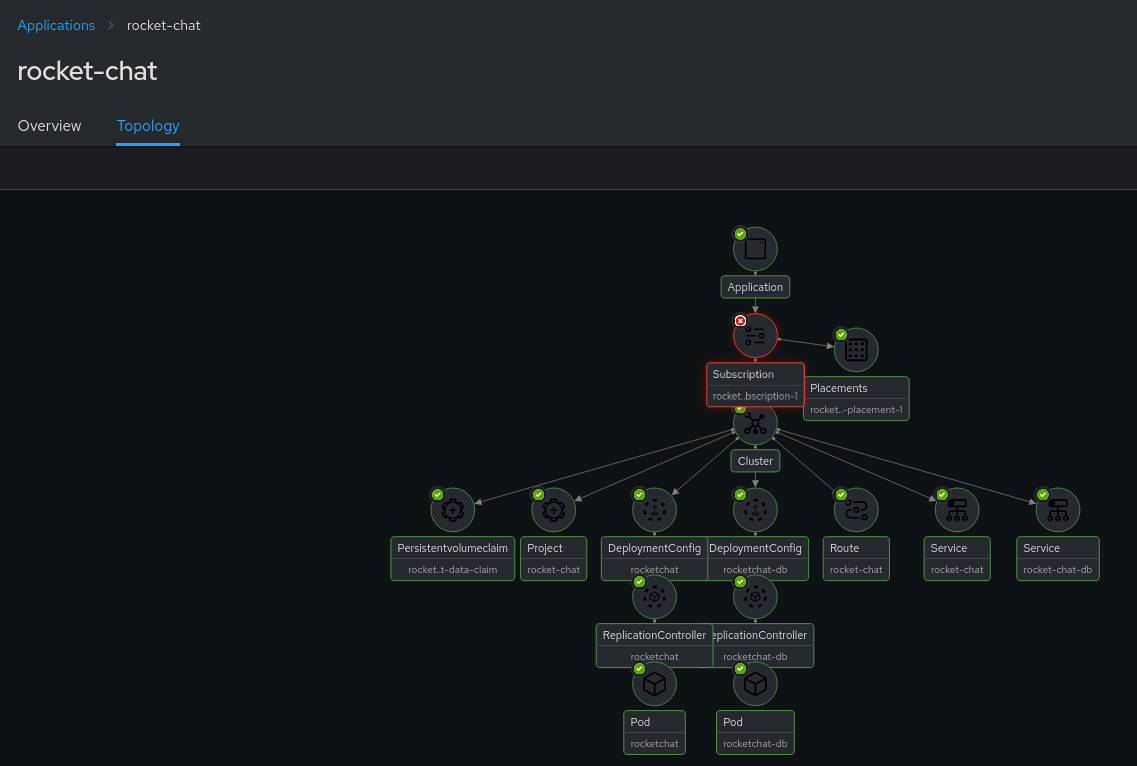 Applications rocket-chat
rocket-chat
Overview Topology
Application
Subscription
rocket..bscription-1
Placements
rocket..-placement-1
Cluster
Persistentvolumeclaim
rocket..t-data-claim
Project
rocket-chat
DeploymentConfig
rocketchat
DeploymentConfig
rocketchat-db
Route
rocket-chat
Service
rocket-chat
Service
rocket-chat-db
ReplicationController
rocketchat
eplicationController
rocketchat-db
Pod
rocketchat
Pod
rocketchat-db